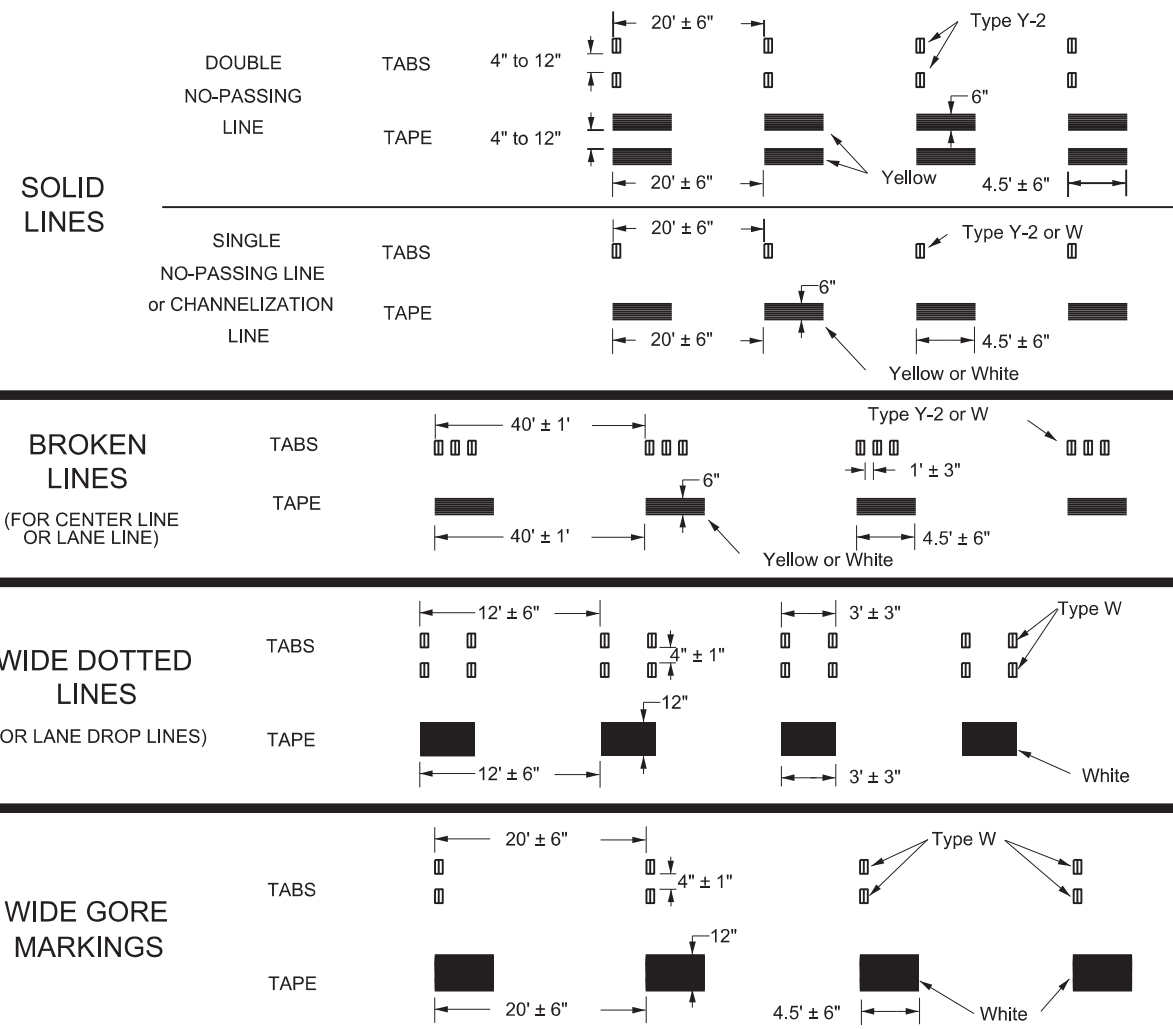 SOLID
LINES
DOUBLE
NO-PASSING
LINE
TABS
4" to 12"
20' ± 6"
Type Y-2
TAPE
4" to 12"
6"
20' ± 6"
Yellow
4.5' ± 6"
SINGLE
NO-PASSING LINE
or CHANNELIZATION
LINE
TABS
20' ± 6"
Type Y-2 or W
TAPE
6"
20' ± 6"
4.5' ± 6"
Yellow or White
BROKEN
LINES
(FOR CENTER LINE
OR LANE LINE)
TABS
40' ± 1'
Type Y-2 or W
1' ± 3"
TAPE
6"
40' ± 1'
4.5' ± 6"
Yellow or White
WIDE DOTTED
LINES
OR LANE DROP LINES)
TABS
12' ± 6"
3' ± 3"
Type W
4" ± 1"
TAPE
12"
12' ± 6"
3' ± 3"
White
WIDE GORE
MARKINGS
TABS
20' ± 6"
Type W
4" ± 1"
TAPE
12"
20' ± 6"
4.5' ± 6"
White